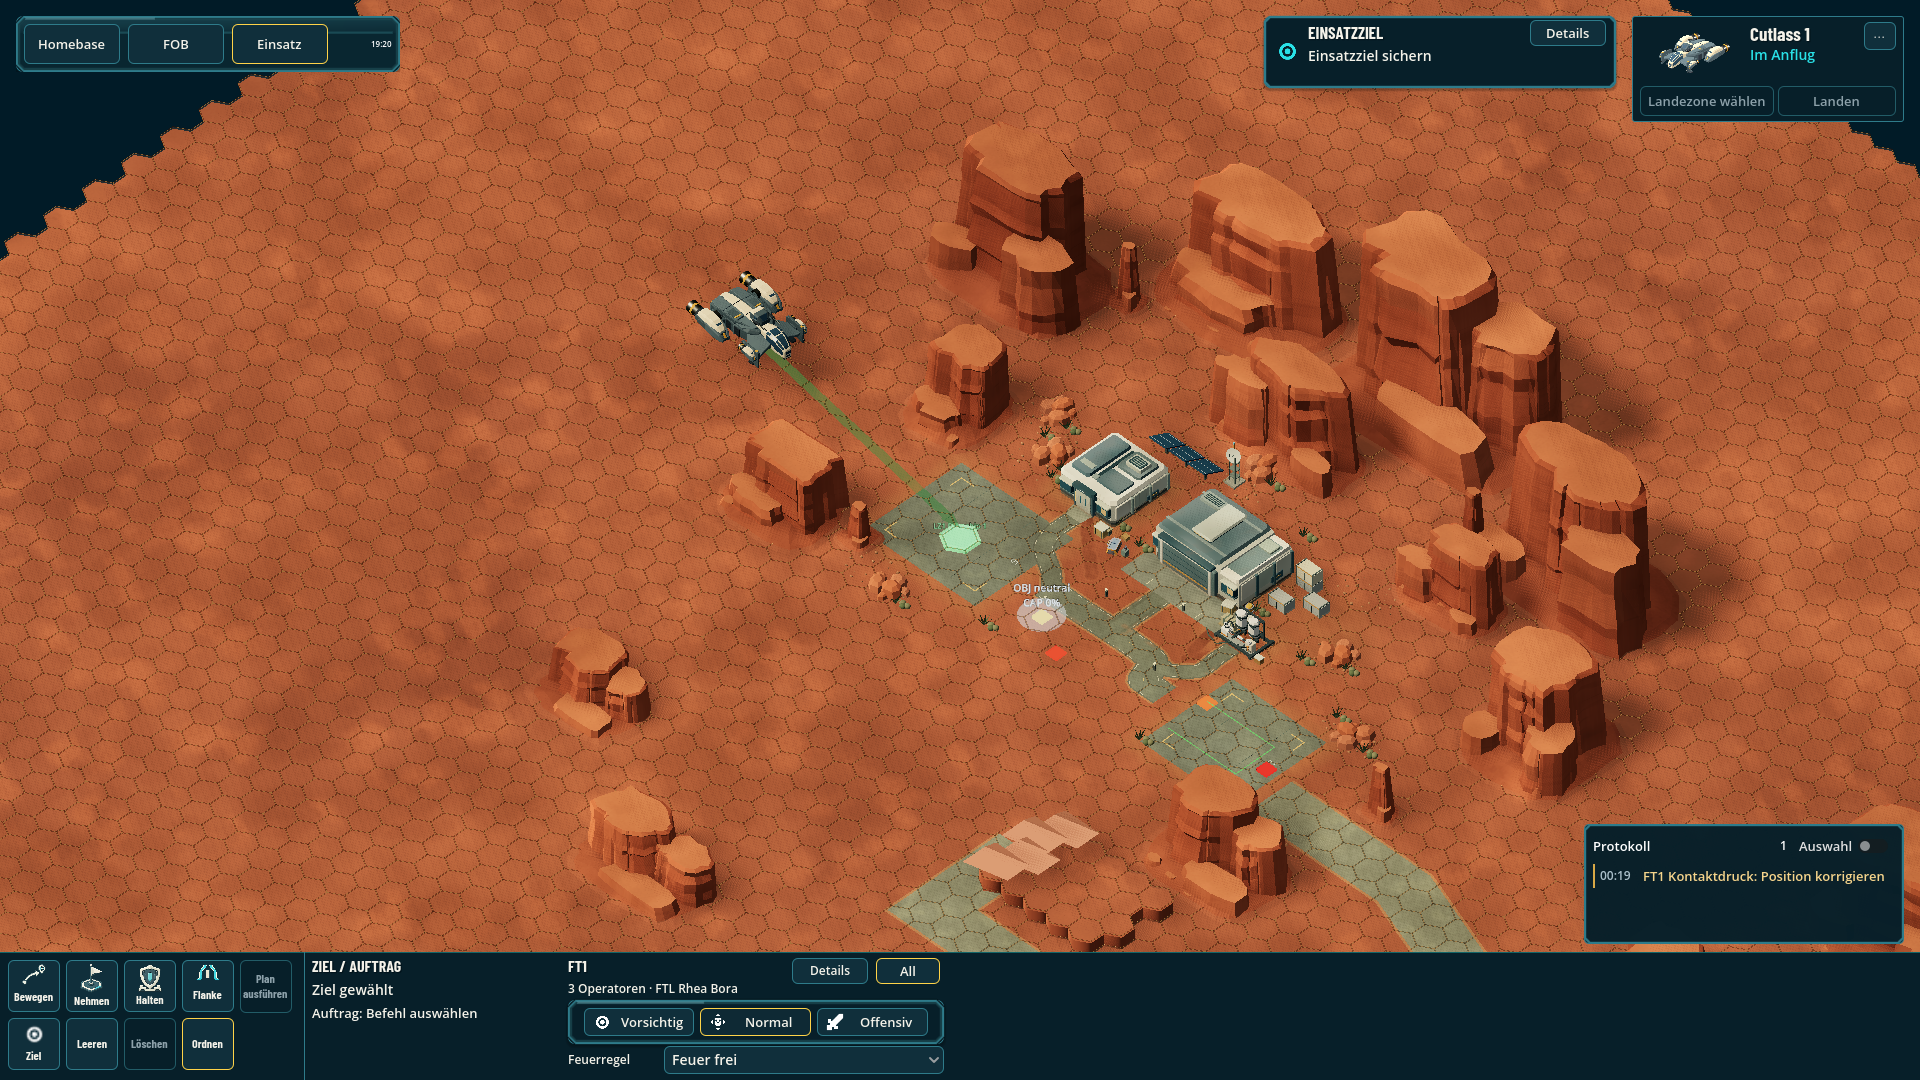 Homebase
FOB
Einsatz
19:20
EINSATZZIEL
Details
Einsatzziel sichern
Cutlass 1
...
Im Anflug
Landezone wählen
Landen
OBJ neutral
CAP 0%
Protokoll
1
Auswahl
00:19 FT1 Kontaktdruck: Position korrigieren
Bewegen
Nehmen
Halten
Flanke
Plan
ausführen
Ziel
Leeren
Löschen
Ordnen
ZIEL / AUFTRAG
Ziel gewählt
Auftrag: Befehl auswählen
FT1
Details
All
3 Operatoren · FTL Rhea Bora
Vorsichtig
Normal
Offensiv
Feuerregel
Feuer frei